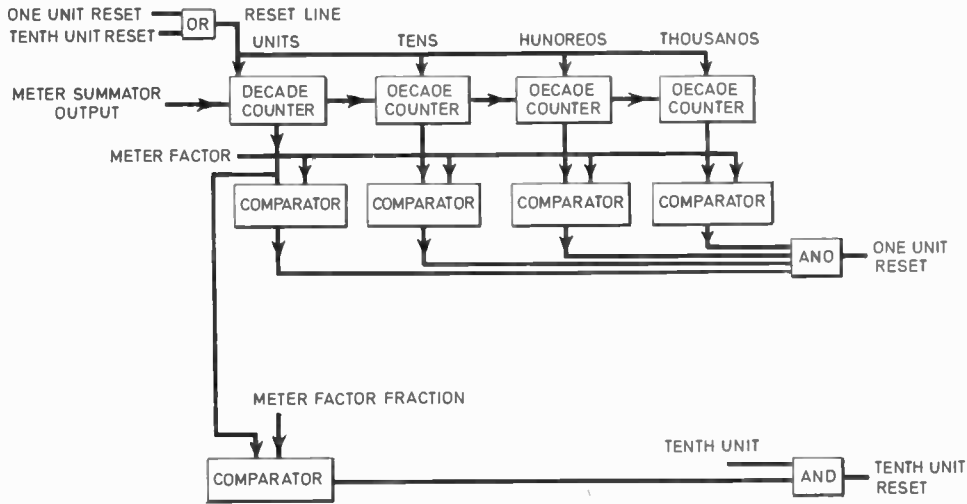 ONE UNIT RESET
TENTH UNIT RESET
OR
RESET LINE
UNITS
TENS
HUNDREOS
THOUSANOS
METER SUMMATOR
OUTPUT
DECADE
COUNTER
OECAOE
COUNTER
OECADE
COUNTER
OECAOE
COUNTER
METER FACTOR
COMPARATOR
COMPARATOR
COMPARATOR
COMPARATOR
ANO
ONE UNIT
RESET
METER FACTOR FRACTION
COMPARATOR
TENTH UNIT
AND
TENTH UNIT
RESET